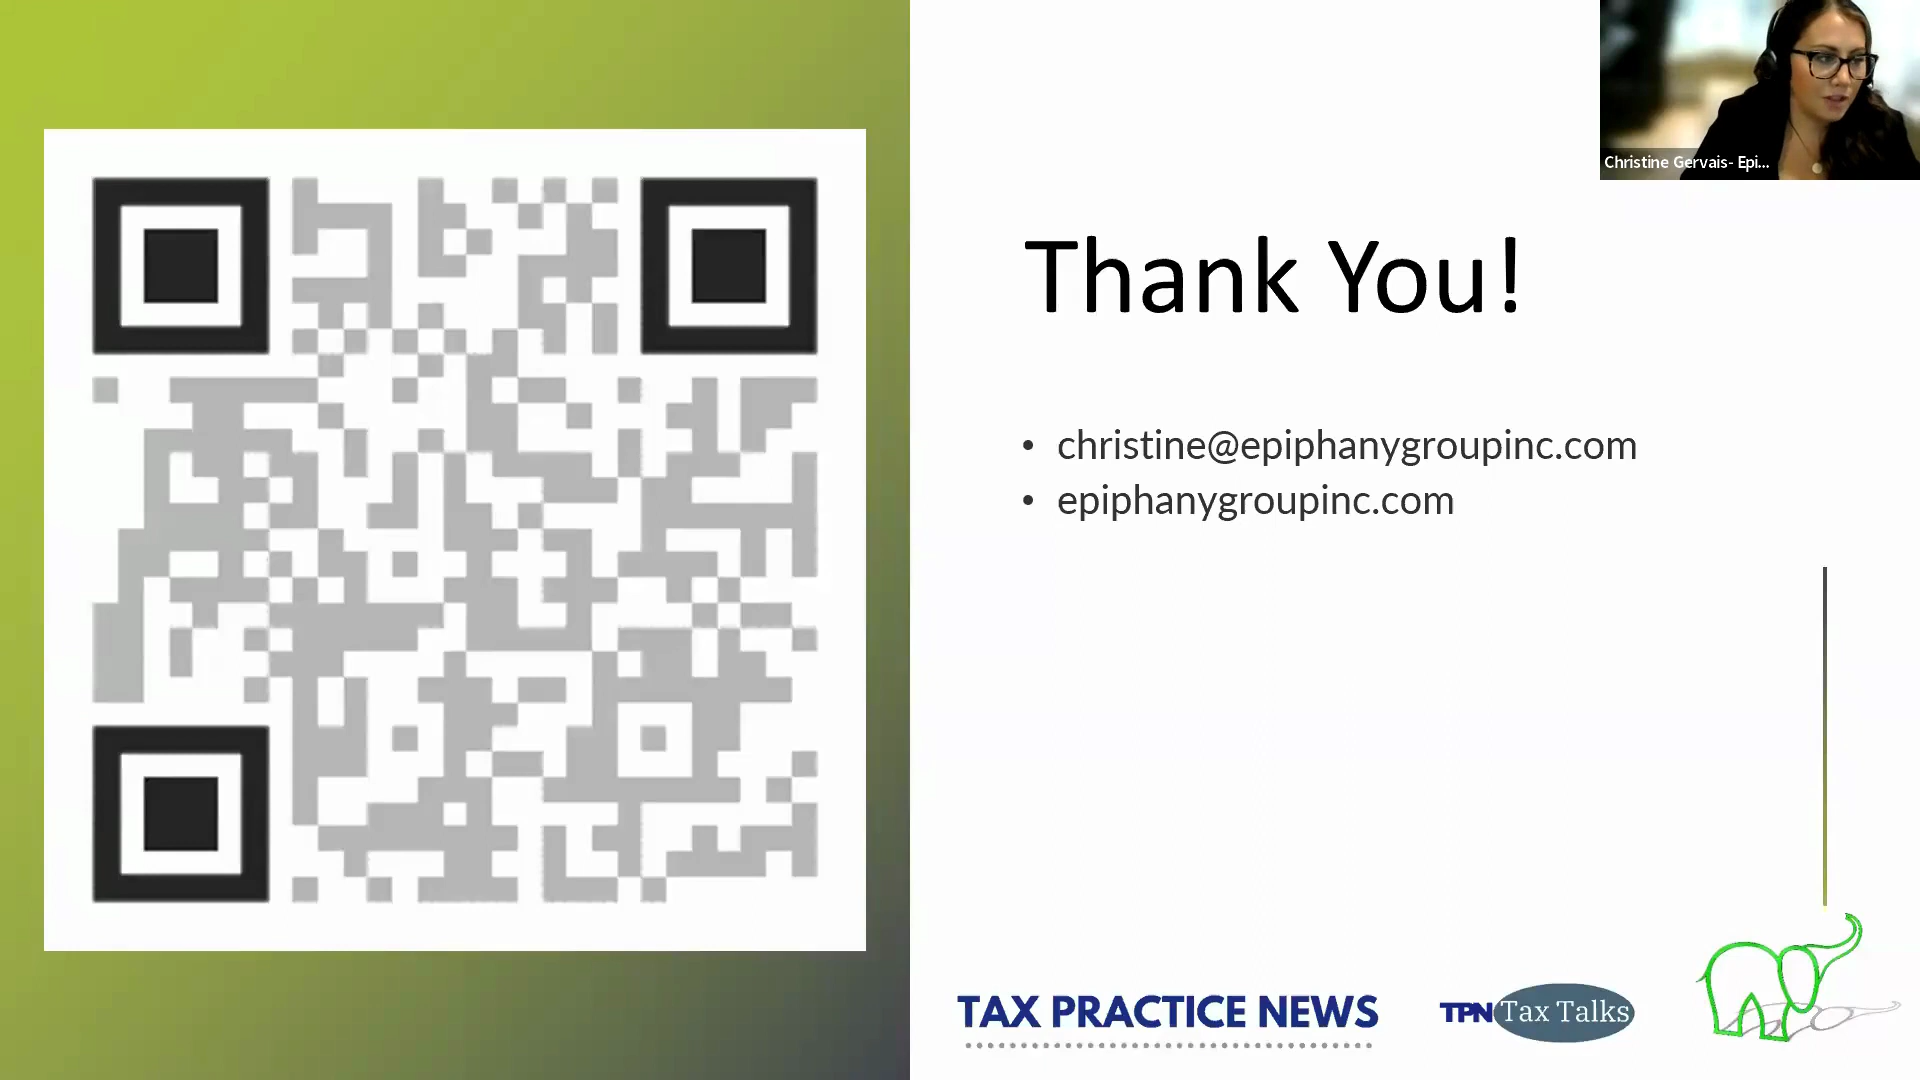 Christine Gervais- Epi...
Thank You!
• christine@epiphanygroupinc.com
• epiphanygroupinc.com
TAX PRACTICE NEWS
TPN Tax Talks